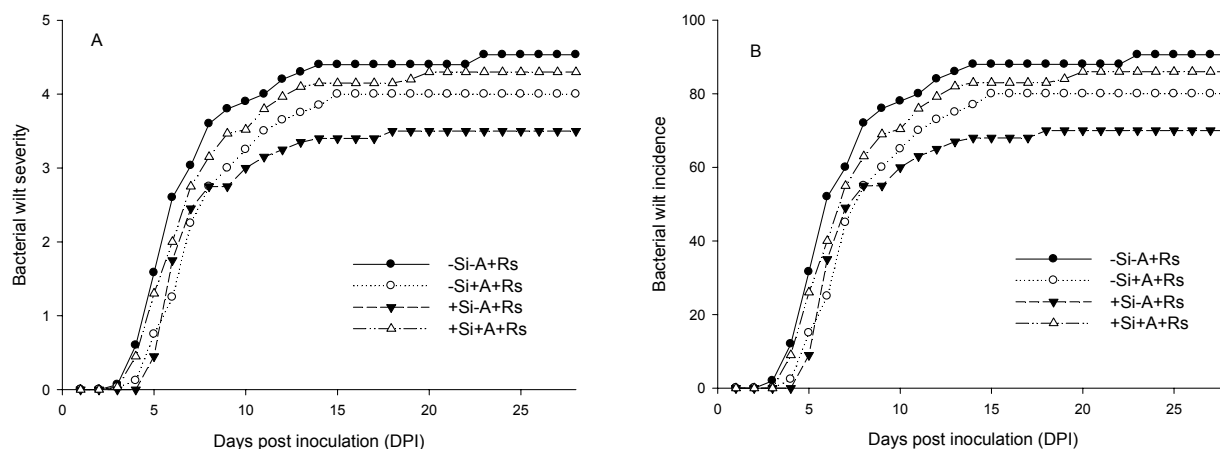 A
Bacterial wilt severity
5
4
3
2
1
0
0 5 10 15 20 25
Days post inoculation (DPI)
-Si-A+Rs
-Si+A+Rs
+Si-A+Rs
+Si+A+Rs
B
Bacterial wilt incidence
100
80
60
40
20
0
0 5 10 15 20 25
Days post inoculation (DPI)
-Si-A+Rs
-Si+A+Rs
+Si-A+Rs
+Si+A+Rs